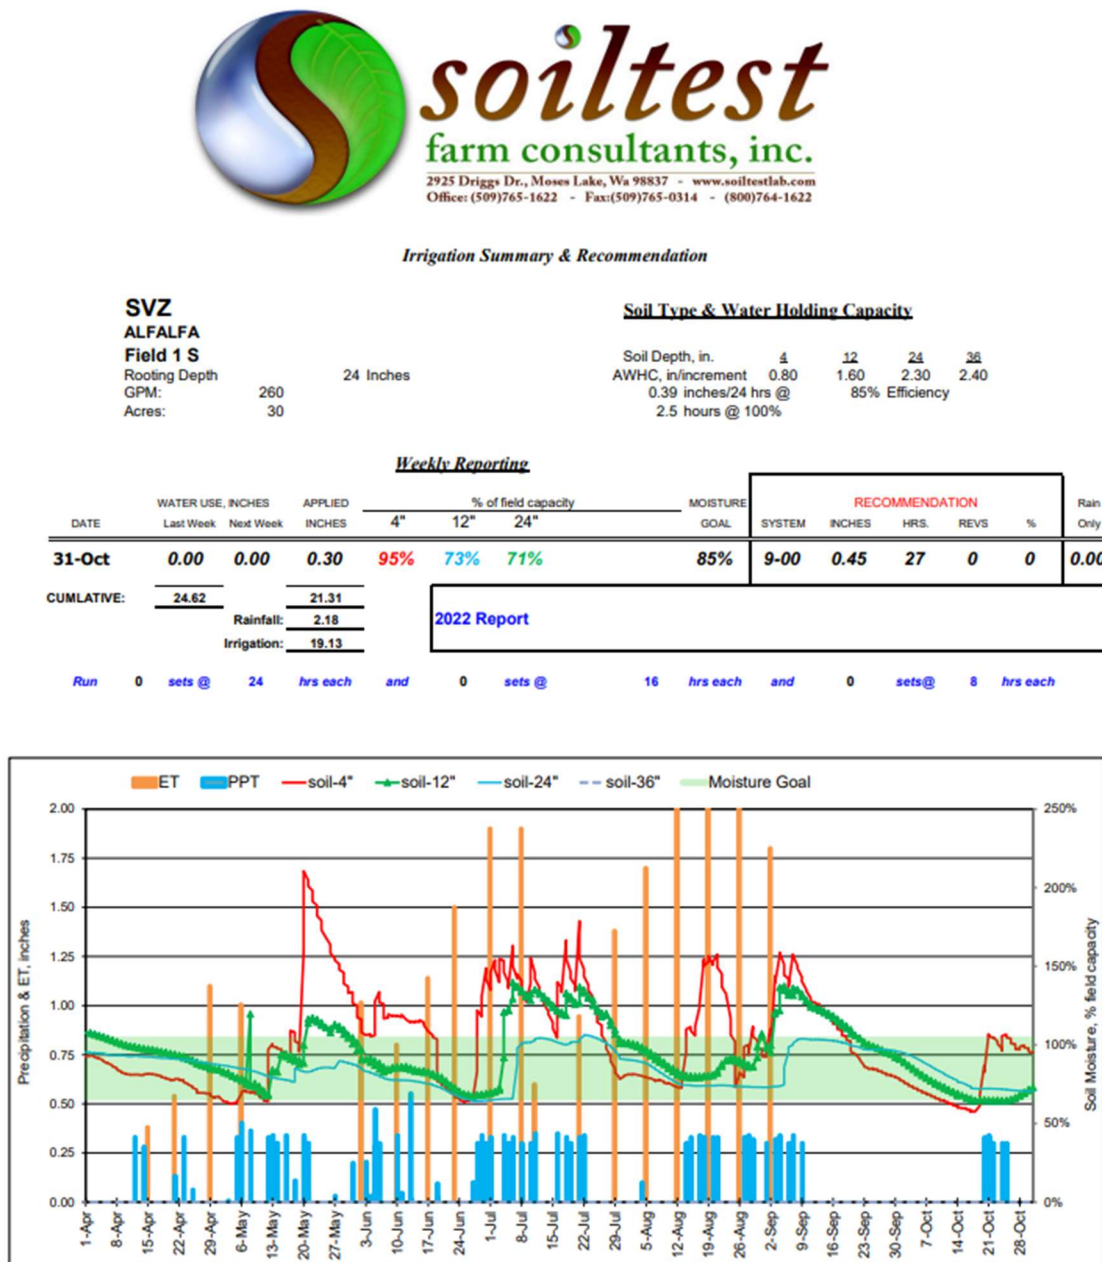 soiltest
farm consultants, inc.
2925 Driggs Dr., Moses Lake, Wa 98837 - www.soiltestlab.com
Office: (509)765-1622 - Fax:(509)765-0314 - (800)764-1622
Irrigation Summary & Recommendation
SVZ
ALFALFA
Field 1 S
Rooting Depth 24 Inches
GPM: 260
Acres: 30
Soil Type & Water Holding Capacity
Soil Depth, in. 4 12 24 36
AWHC, in/increment 0.80 1.60 2.30 2.40
0.39 inches/24 hrs @ 85% Efficiency
2.5 hours @ 100%
Weekly Reporting
WATER USE, INCHES APPLIED % of field capacity MOISTURE RECOMMENDATION Rain
DATE Last Week Next Week INCHES 4" 12" 24" GOAL SYSTEM INCHES HRS. REVS % Only
31-Oct 0.00 0.00 0.30 95% 73% 71% 85% 9-00 0.45 27 0 0 0.00
CUMLATIVE: 24.62 21.31
Rainfall: 2.18 2022 Report
Irrigation: 19.13
Run 0 sets @ 24 hrs each and 0 sets @ 16 hrs each and 0 sets@ 8 hrs each
ET PPT soil-4" soil-12" soil-24" soil-36" Moisture Goal
Precipitation & ET, inches
2.00
1.75
1.50
1.25
1.00
0.75
0.50
0.25
0.00
250%
200%
150%
100%
50%
0%
Soil Moisture, % field capacity
1-Apr 8-Apr 15-Apr 22-Apr 29-Apr 6-May 13-May 20-May 27-May 3-Jun 10-Jun 17-Jun 24-Jun 1-Jul 8-Jul 15-Jul 22-Jul 29-Jul 5-Aug 12-Aug 19-Aug 26-Aug 2-Sep 9-Sep 16-Sep 23-Sep 30-Sep 7-Oct 14-Oct 21-Oct 28-Oct